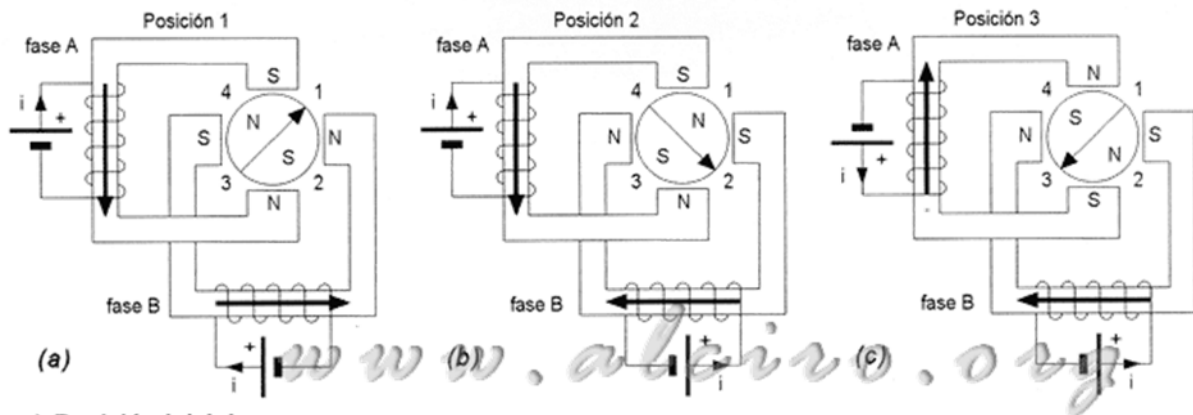 Posición 1
Posición 2
Posición 3
fase A
fase A
fase A
S
4
1
i
+
N
S
N
S
3
2
N
fase B
+
i
(a)
S
4
1
i
+
N
N
S
S
3
2
N
fase B
+
i
(b)
N
4
1
S
N
S
N
+
i
3
2
S
fase B
+
i
(c)
www.alciro.org